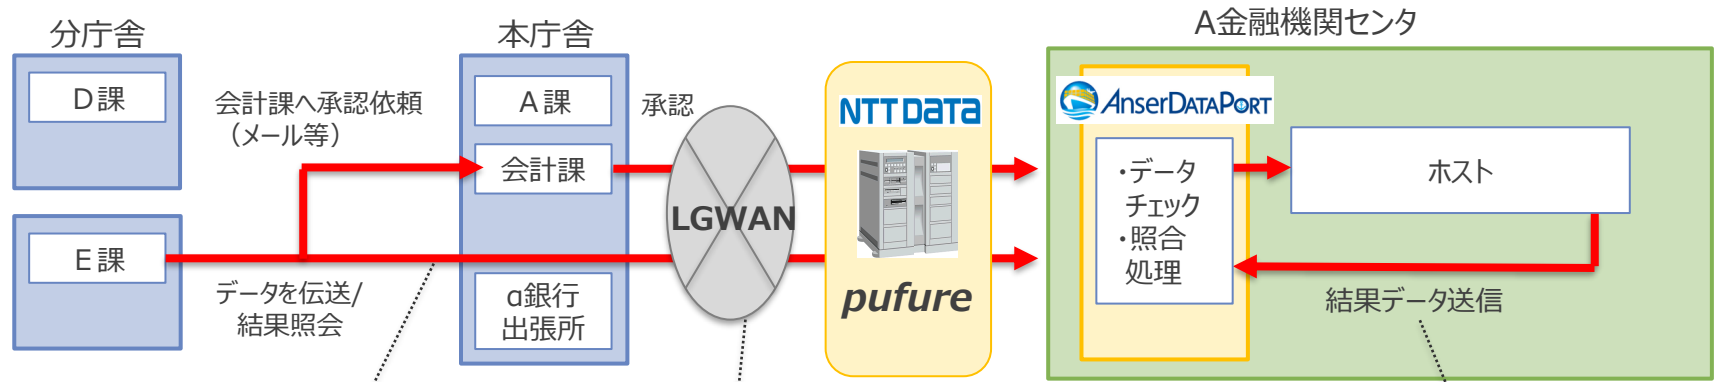 分庁舎
D課
E課
会計課へ承認依頼
（メール等）
データを伝送/
結果照会
本庁舎
A課
会計課
α銀行
出張所
承認
LGWAN
NTT DATA
pufure
A金融機関センタ
AnserDATAPORT
・データ
チェック
・照合
処理
ホスト
結果データ送信